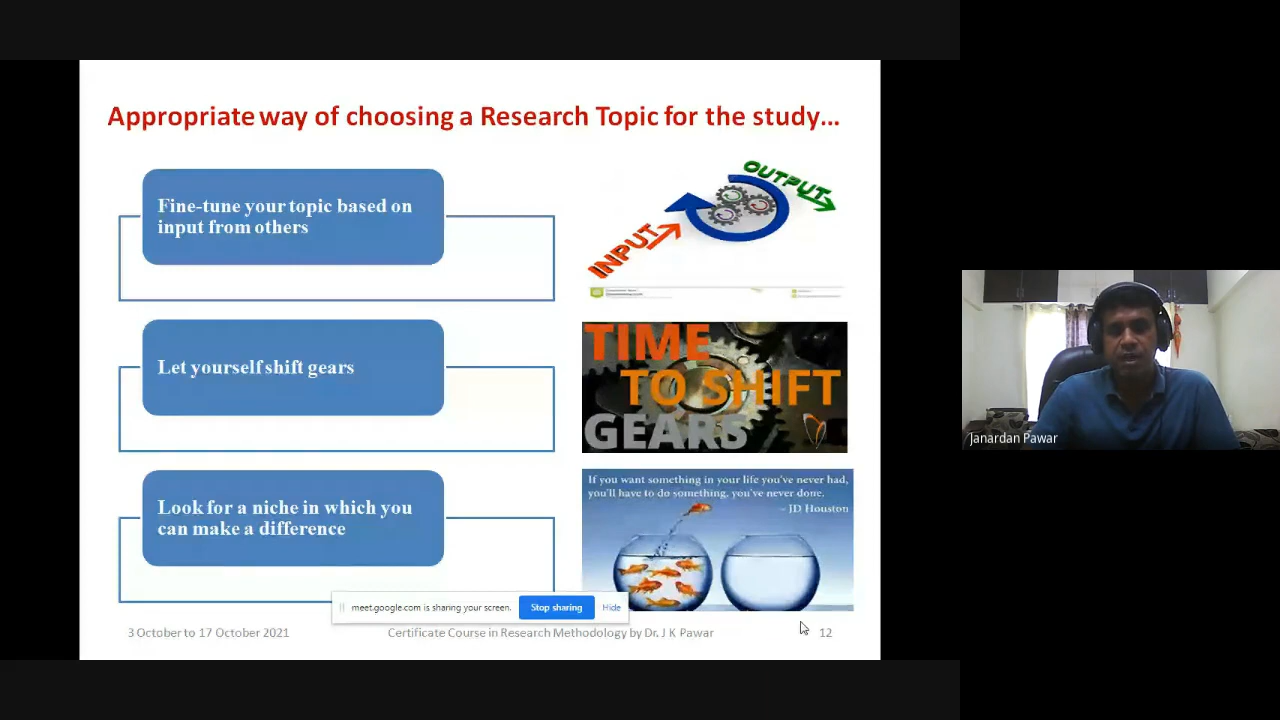 Appropriate way of choosing a Research Topic for the study...
Fine-tune your topic based on
input from others
INPUT
OUTPUT
Let yourself shift gears
TIME
TO SHIFT
GEARS
Look for a niche in which you
can make a difference
If you want something in your life you've never had,
you'll have to do something, you've never done.
- JD Houston
meet.google.com is sharing your screen.
Stop sharing
Hide
3 October to 17 October 2021
Certificate Course in Research Methodology by Dr. J K Pawar
12
Janardan Pawar